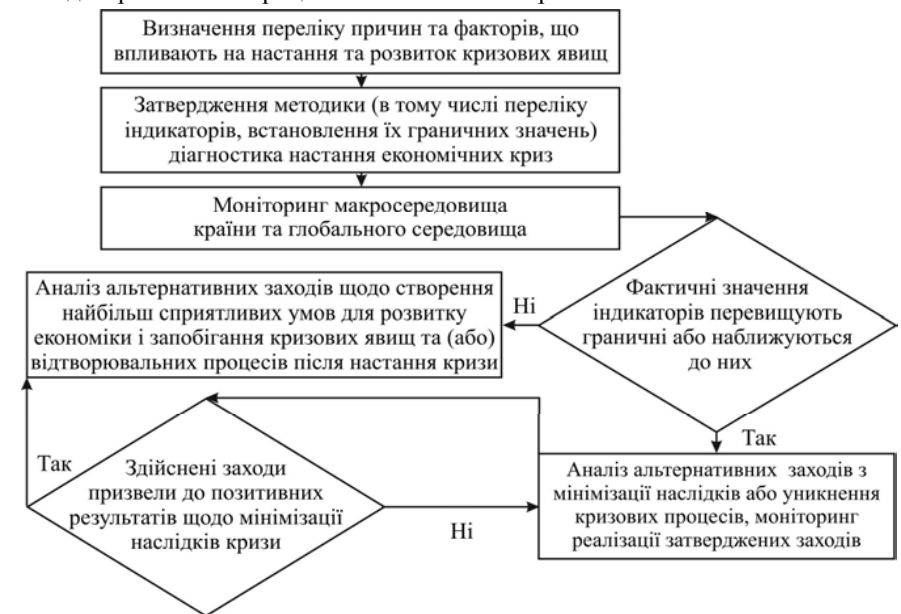 Визначення переліку причин та факторів, що
впливають на настання та розвиток кризових явищ
Затвердження методики (в тому числі переліку
індикаторів, встановлення їх граничних значень)
діагностика настання економічних криз
Моніторинг макросередовища
країни та глобального середовища
Фактичні значення
індикаторів перевищують
граничні або наближуються
до них
Ні
Аналіз альтернативних заходів щодо створення
найбільш сприятливих умов для розвитку
економіки і запобігання кризових явищ та (або)
відтворювальних процесів після настання кризи
Так
Аналіз альтернативних заходів з
мінімізації наслідків або уникнення
кризових процесів, моніторинг
реалізації затверджених заходів
Так
Здійснені заходи
призвели до позитивних
результатів щодо мінімізації
наслідків кризи
Ні